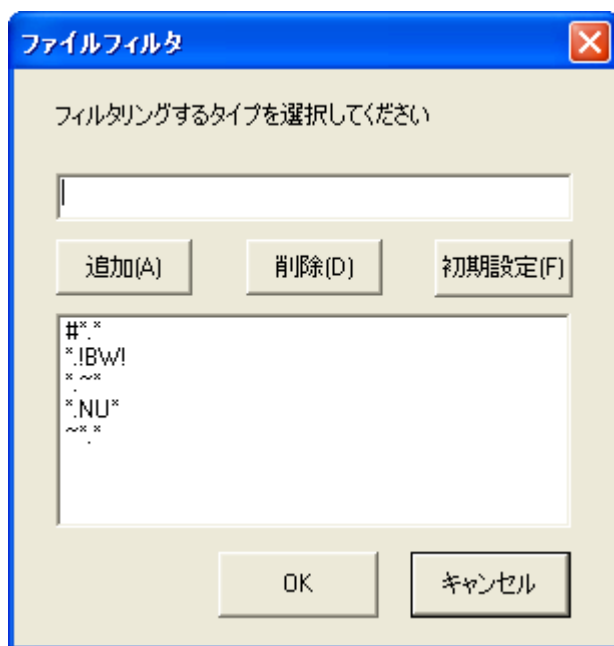 ファイルフィルタ
フィルタリングするタイプを選択してください
追加(A) 削除(D) 初期設定(F)
#*.*
*.!BW!
*.~*
*.NU*
~*.*
OK キャンセル